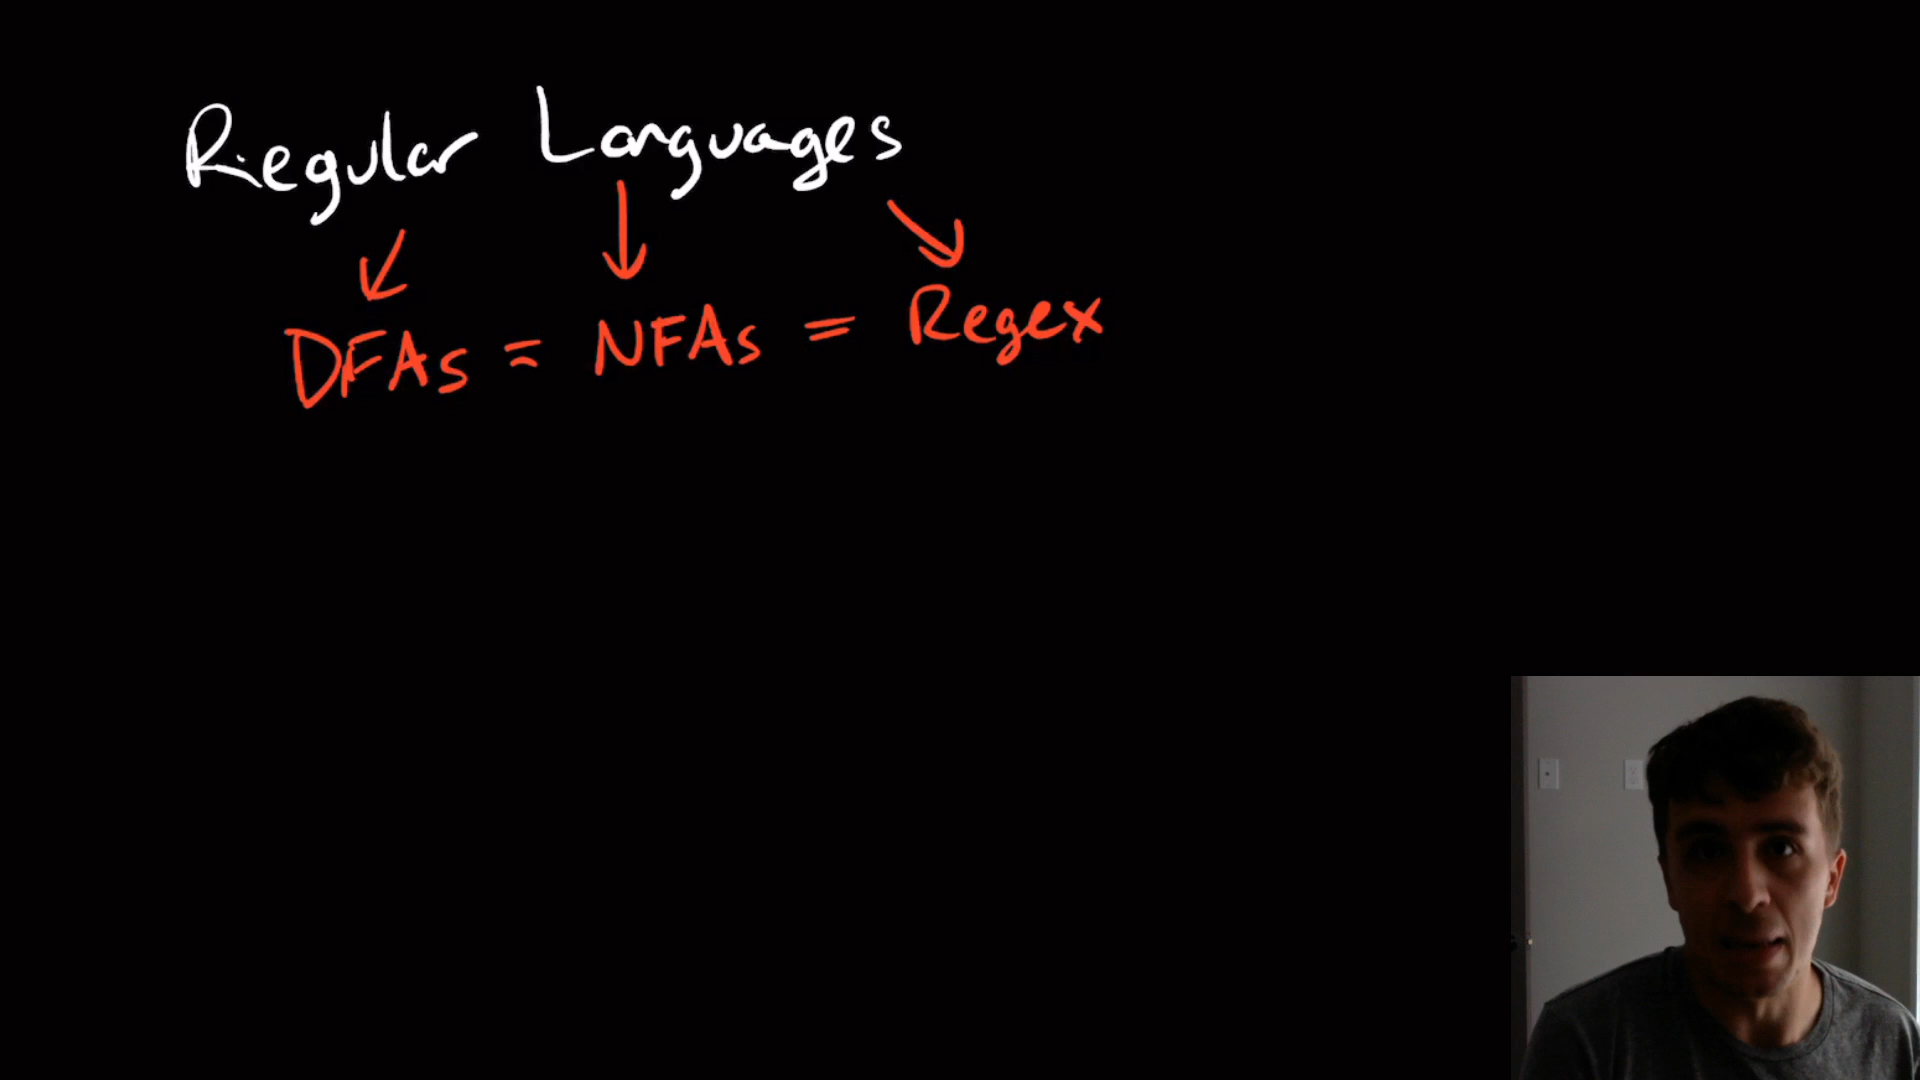 Regular Languages
DFAs = NFAs = Regex